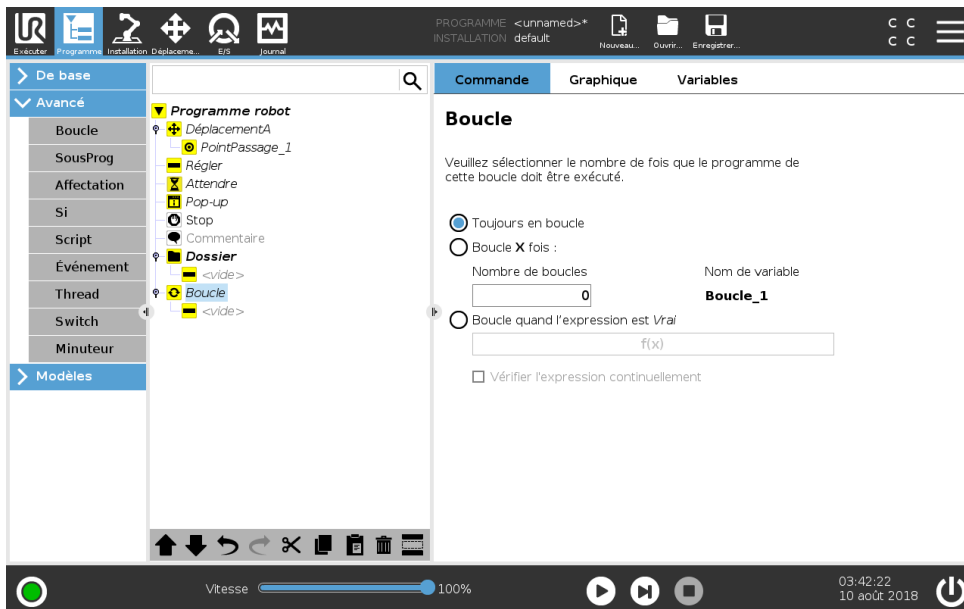 PROGRAMME <unnamed>*
INSTALLATION default
Exécuter
Programme
Installation
Déplaceme...
E/S
Journal
Nouveau...
Ouvrir...
Enregistrer...
C C
C C
De base
Avancé
Boucle
SousProg
Affectation
Si
Script
Événement
Thread
Switch
Minuteur
Modèles
Programme robot
DéplacementA
PointPassage_1
Régler
Attendre
Pop-up
Stop
Commentaire
Dossier
<vide>
Boucle
<vide>
Commande Graphique Variables
Boucle
Veuillez sélectionner le nombre de fois que le programme de
cette boucle doit être exécuté.
Toujours en boucle
Boucle X fois :
Nombre de boucles Nom de variable
0 Boucle_1
Boucle quand l'expression est Vrai
f(x)
Vérifier l'expression continuellement
Vitesse 100%
03:42:22
10 août 2018